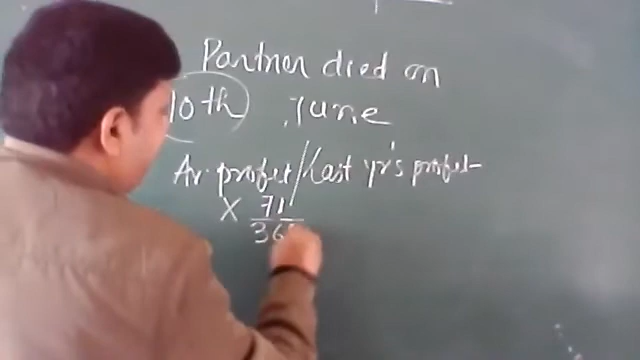 Partner died on
10th June
Av. profit / Last yr's profit
X 71
36